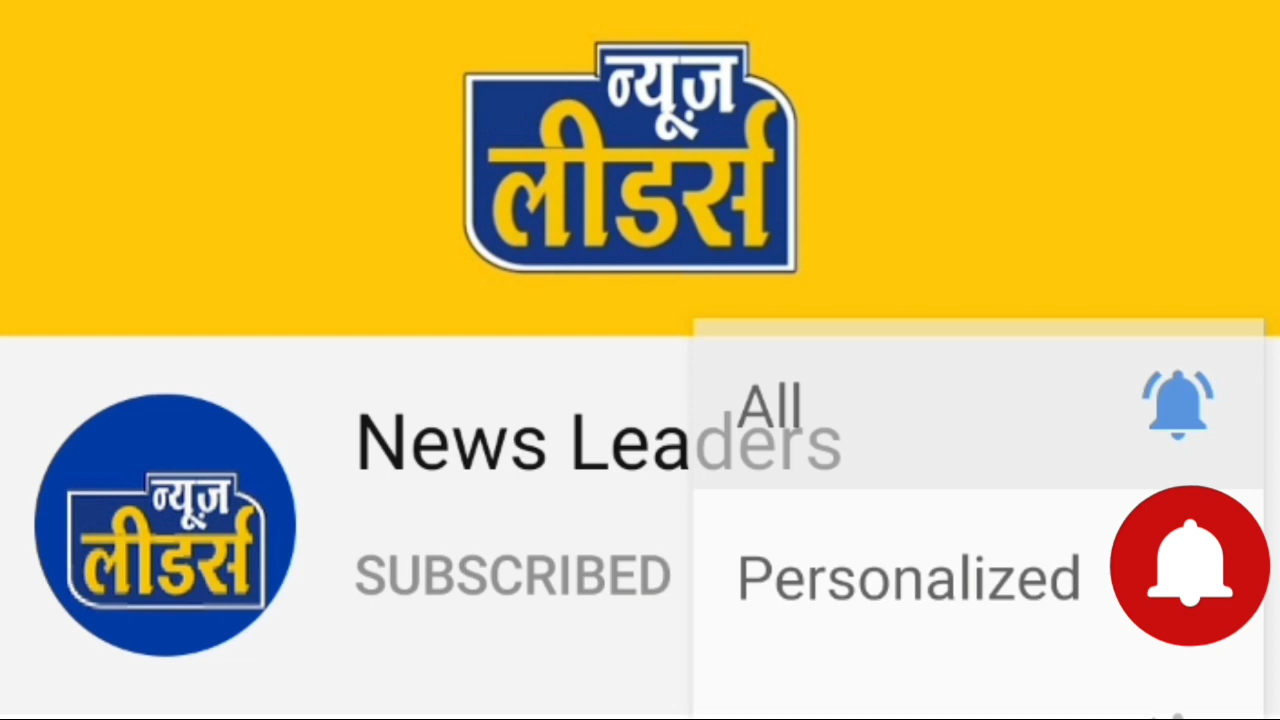 न्यूज़
लीडर्स
All
News Leaders
न्यूज़
लीडर्स
SUBSCRIBED
Personalized